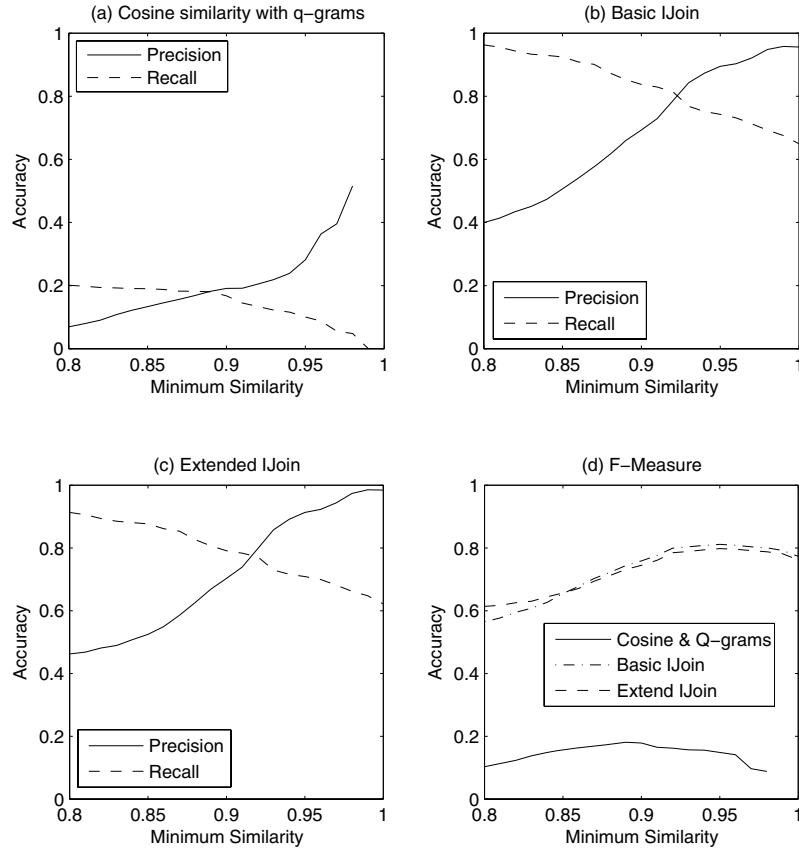 (a) Cosine similarity with q−grams
1
0.8
0.6
0.4
0.2
0
Accuracy
Precision
Recall
0.8 0.85 0.9 0.95 1
Minimum Similarity
(b) Basic IJoin
1
0.8
0.6
0.4
0.2
0
Accuracy
Precision
Recall
0.8 0.85 0.9 0.95 1
Minimum Similarity
(c) Extended IJoin
1
0.8
0.6
0.4
0.2
0
Accuracy
Precision
Recall
0.8 0.85 0.9 0.95 1
Minimum Similarity
(d) F−Measure
1
0.8
0.6
0.4
0.2
0
Accuracy
Cosine & Q−grams
Basic IJoin
Extend IJoin
0.8 0.85 0.9 0.95 1
Minimum Similarity